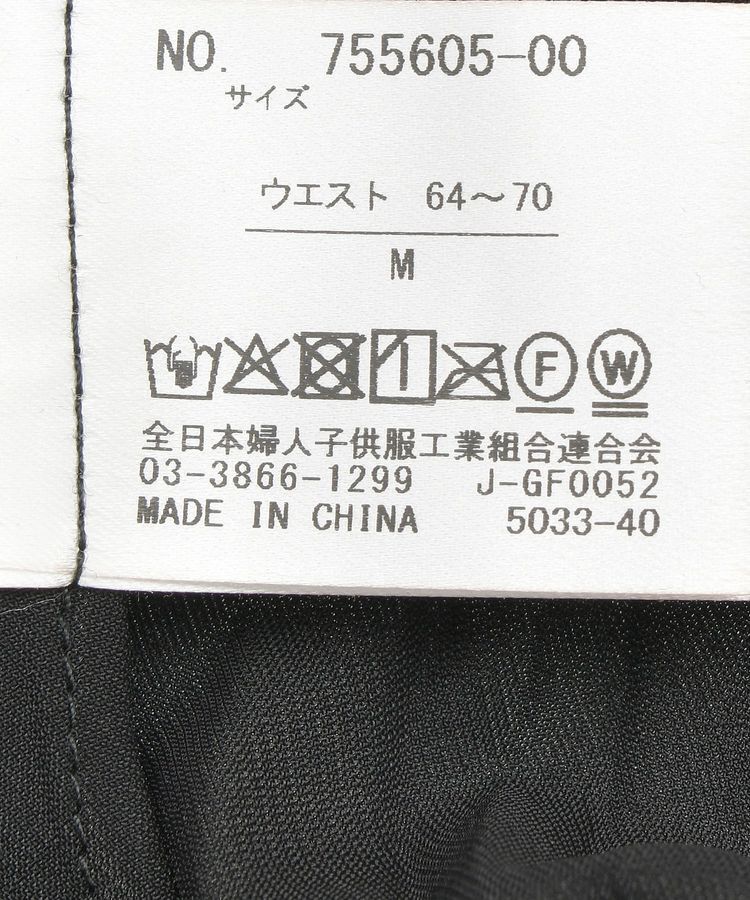 NO. 755605-00
サイズ
ウエスト 64～70
M
F W
全日本婦人子供服工業組合連合会
03-3866-1299 J-GF0052
MADE IN CHINA 5033-40